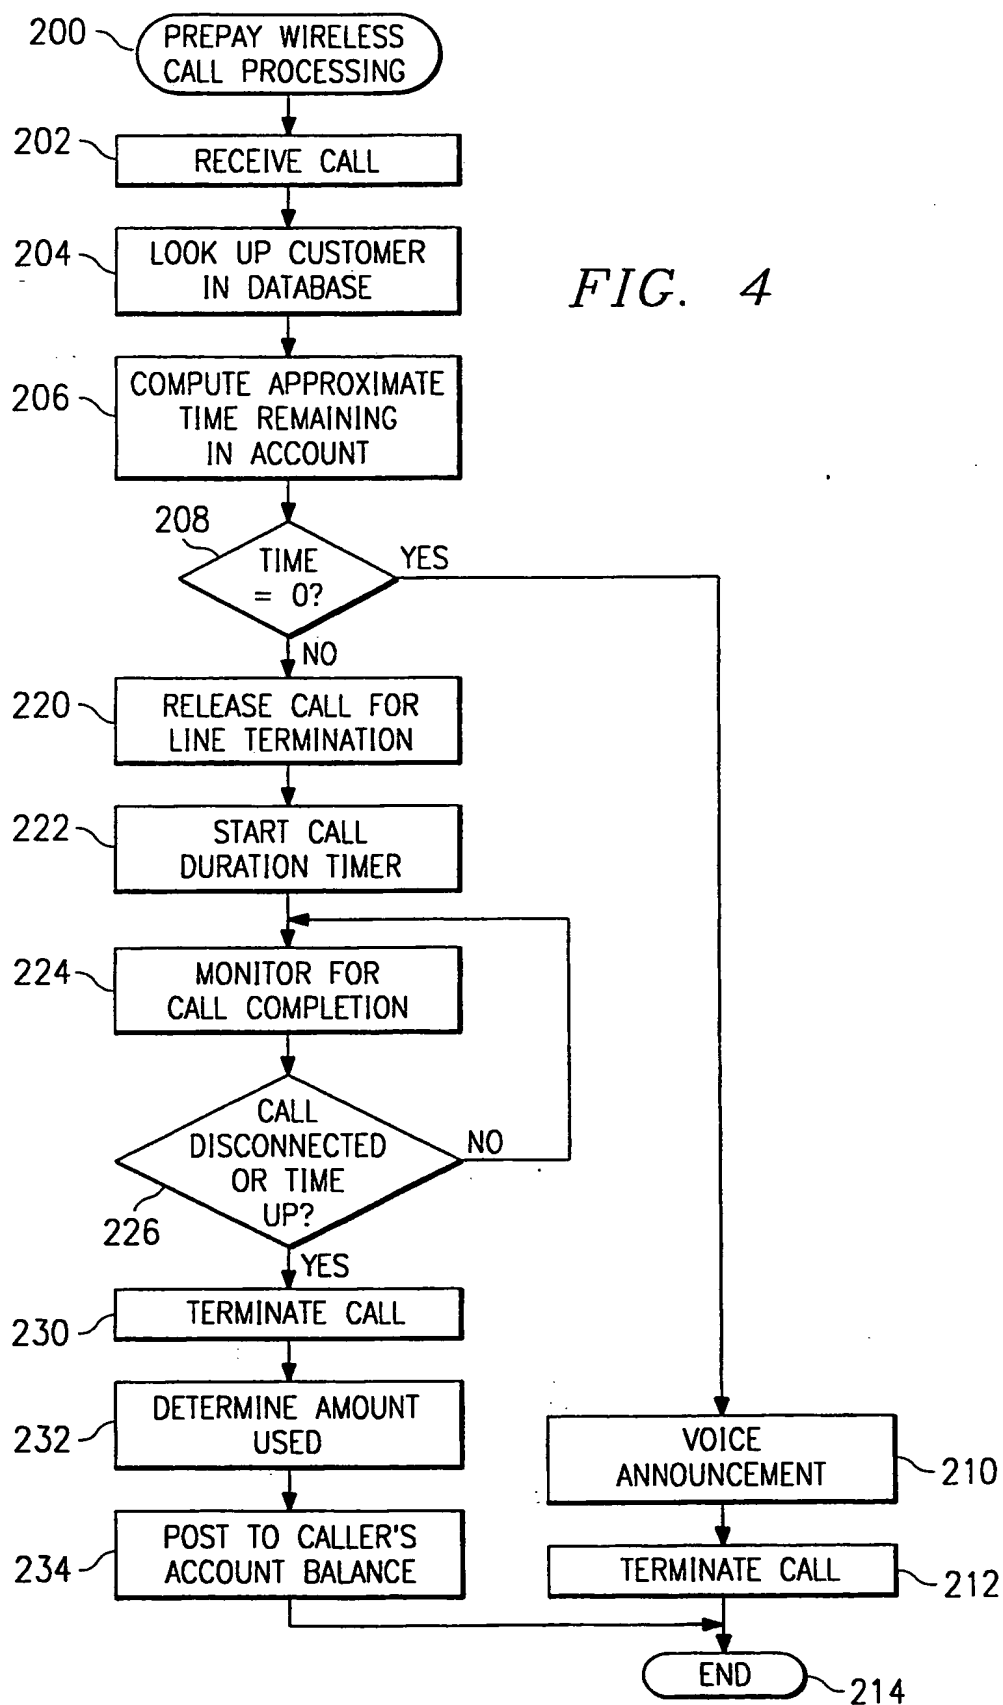 200
PREPAY WIRELESS
CALL PROCESSING
202
RECEIVE CALL
204
LOOK UP CUSTOMER
IN DATABASE
FIG. 4
206
COMPUTE APPROXIMATE
TIME REMAINING
IN ACCOUNT
208
TIME
= 0?
YES
NO
220
RELEASE CALL FOR
LINE TERMINATION
222
START CALL
DURATION TIMER
224
MONITOR FOR
CALL COMPLETION
CALL
DISCONNECTED
OR TIME
UP?
NO
226
YES
230
TERMINATE CALL
232
DETERMINE AMOUNT
USED
234
POST TO CALLER'S
ACCOUNT BALANCE
VOICE
ANNOUNCEMENT
210
TERMINATE CALL
212
END
214